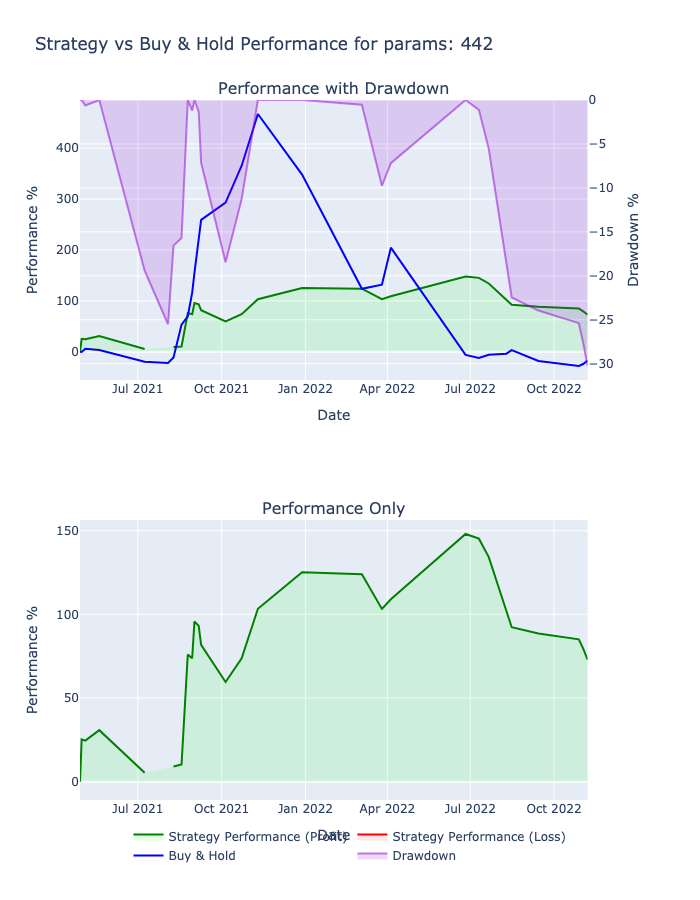 Strategy vs Buy & Hold Performance for params: 442
Performance with Drawdown
400
300
200
100
0
Performance %
0
−5
−10
−15
−20
−25
−30
Drawdown %
Jul 2021 Oct 2021 Jan 2022 Apr 2022 Jul 2022 Oct 2022
Date
Performance Only
150
100
50
0
Performance %
Jul 2021 Oct 2021 Jan 2022 Apr 2022 Jul 2022 Oct 2022
Date
Strategy Performance (Profit) Strategy Performance (Loss)
Buy & Hold Drawdown